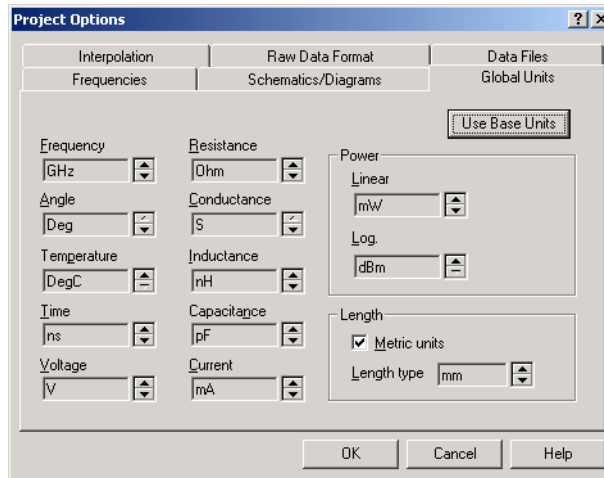 Project Options
Interpolation Raw Data Format Data Files
Frequencies Schematics/Diagrams Global Units
Use Base Units
Frequency Resistance Power
GHz Ohm Linear
mW
Angle Conductance
Deg S Log.
dBm
Temperature Inductance
DegC nH
Time Capacitance Length
ns pF Metric units
Voltage Current Length type mm
V mA
OK Cancel Help